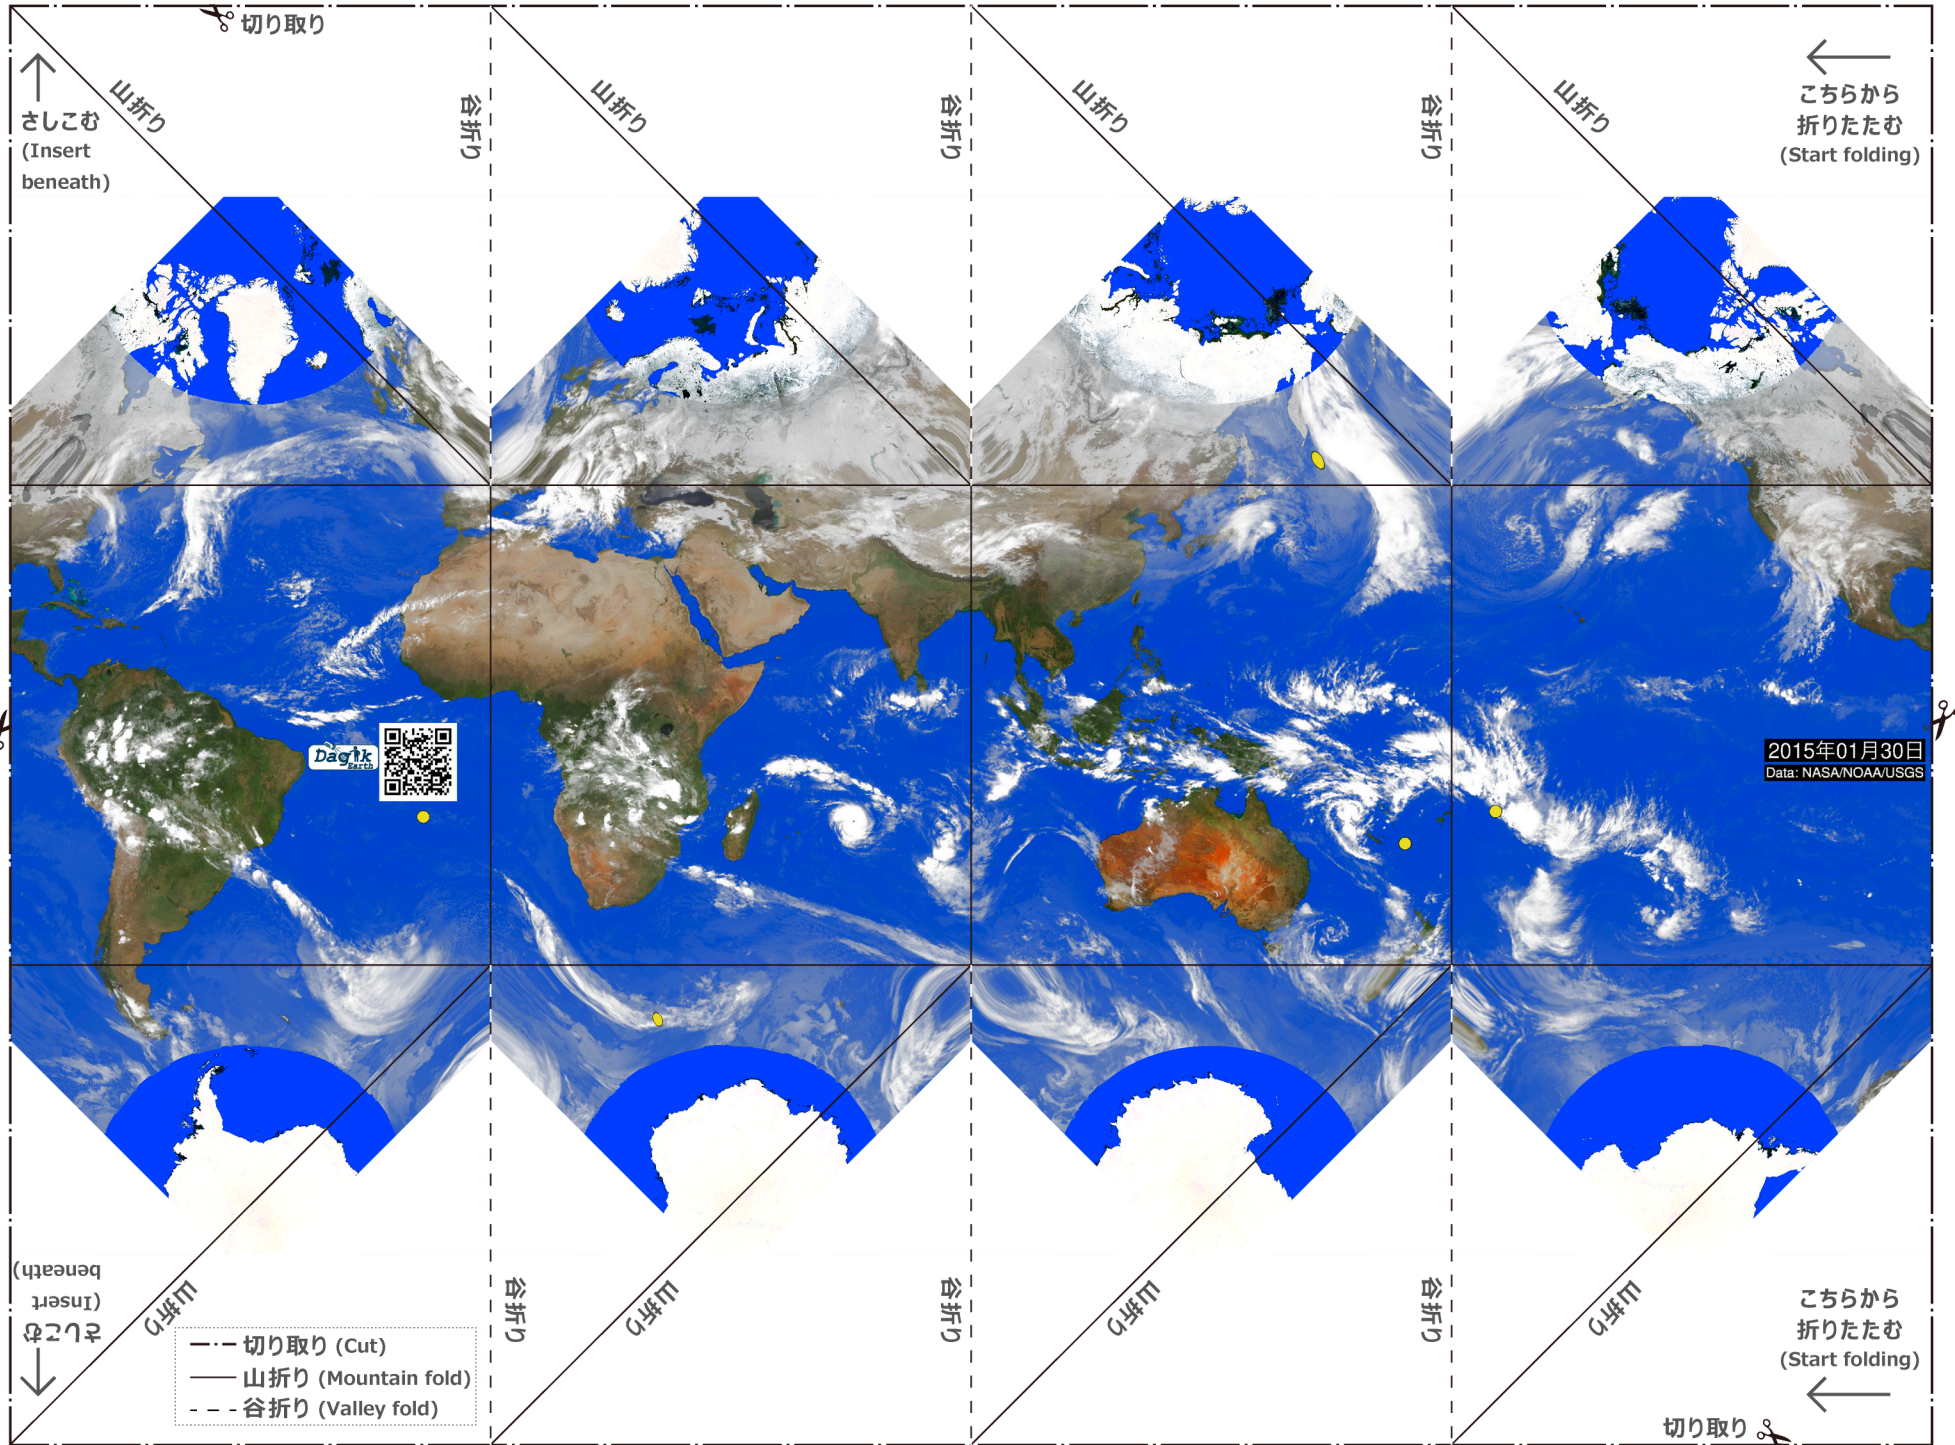 切り取り
さしこむ
(Insert
beneath)
山折り
谷折り
山折り
谷折り
山折り
谷折り
山折り
こちらから
折りたたむ
(Start folding)
Dagik
Earth
2015年01月30日
Data: NASA/NOAA/USGS
さしこむ
(Insert
beneath)
山折り
谷折り
山折り
谷折り
山折り
谷折り
山折り
こちらから
折りたたむ
(Start folding)
切り取り (Cut)
山折り (Mountain fold)
谷折り (Valley fold)
切り取り